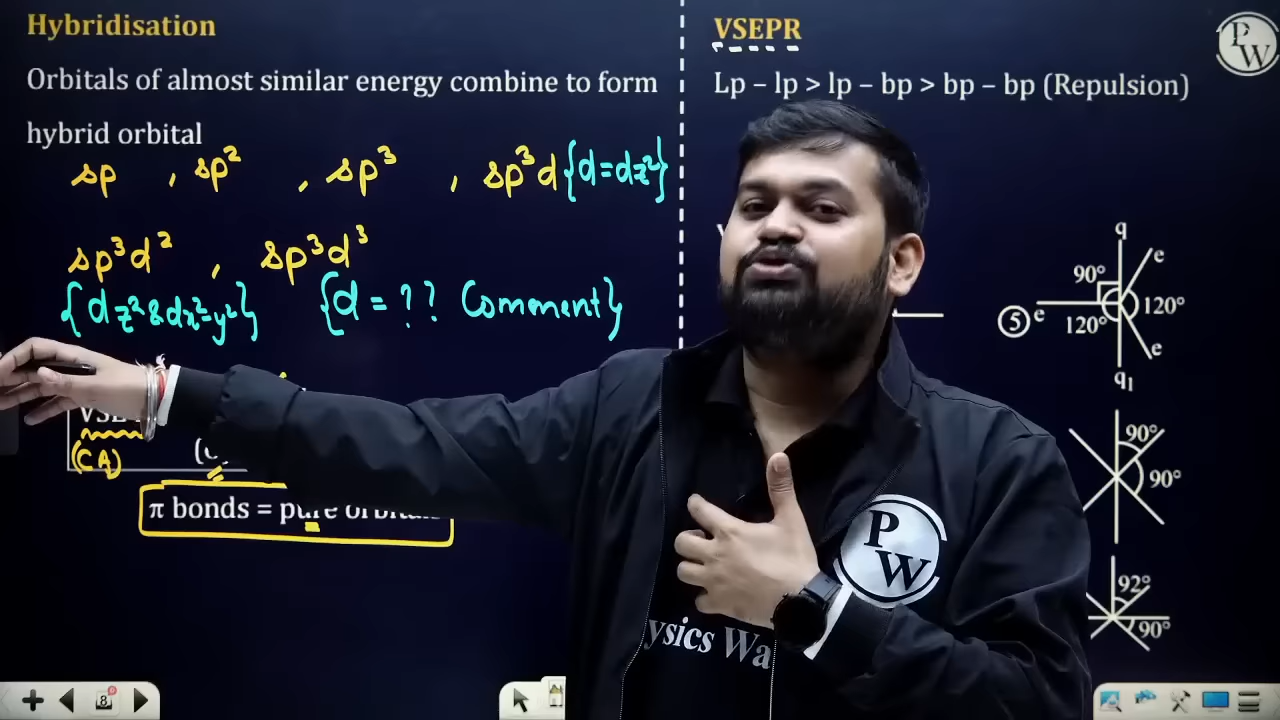 Hybridisation
Orbitals of almost similar energy combine to form
hybrid orbital
sp , sp² , sp³ , sp³d {d=dz²}
sp³d² , sp³d³
{dz² & dx²-y²} {d = ?? Comment}
(CA)
π bonds = pure
VSEPR
Lp – lp > lp – bp > bp – bp (Repulsion)
a
e
90°
120°
5 e
120°
e
a
90°
90°
92°
90°
PW
PW
ysics Wa
8